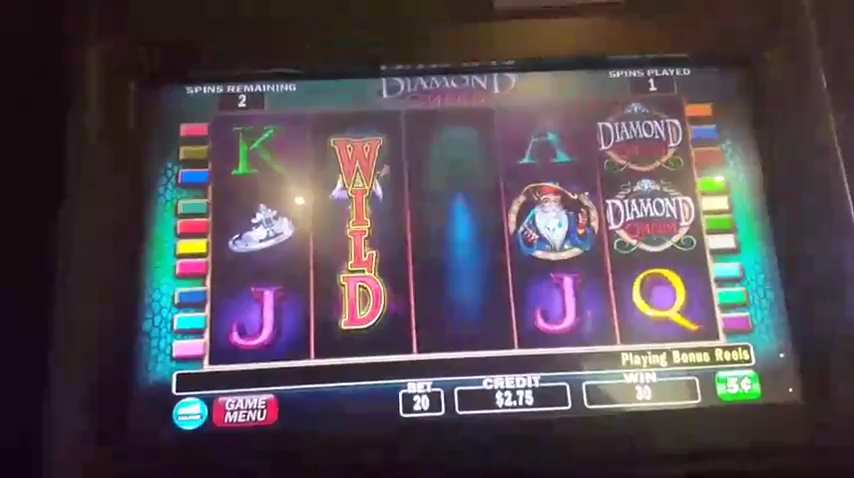 SPINS REMAINING
2
DIAMOND
SPINS PLAYED
1
K
WILD
A
DIAMOND
DIAMOND
J
J
Q
Playing Bonus Reels
GAME
MENU
BET
20
CREDIT
$2.75
WIN
30
5¢